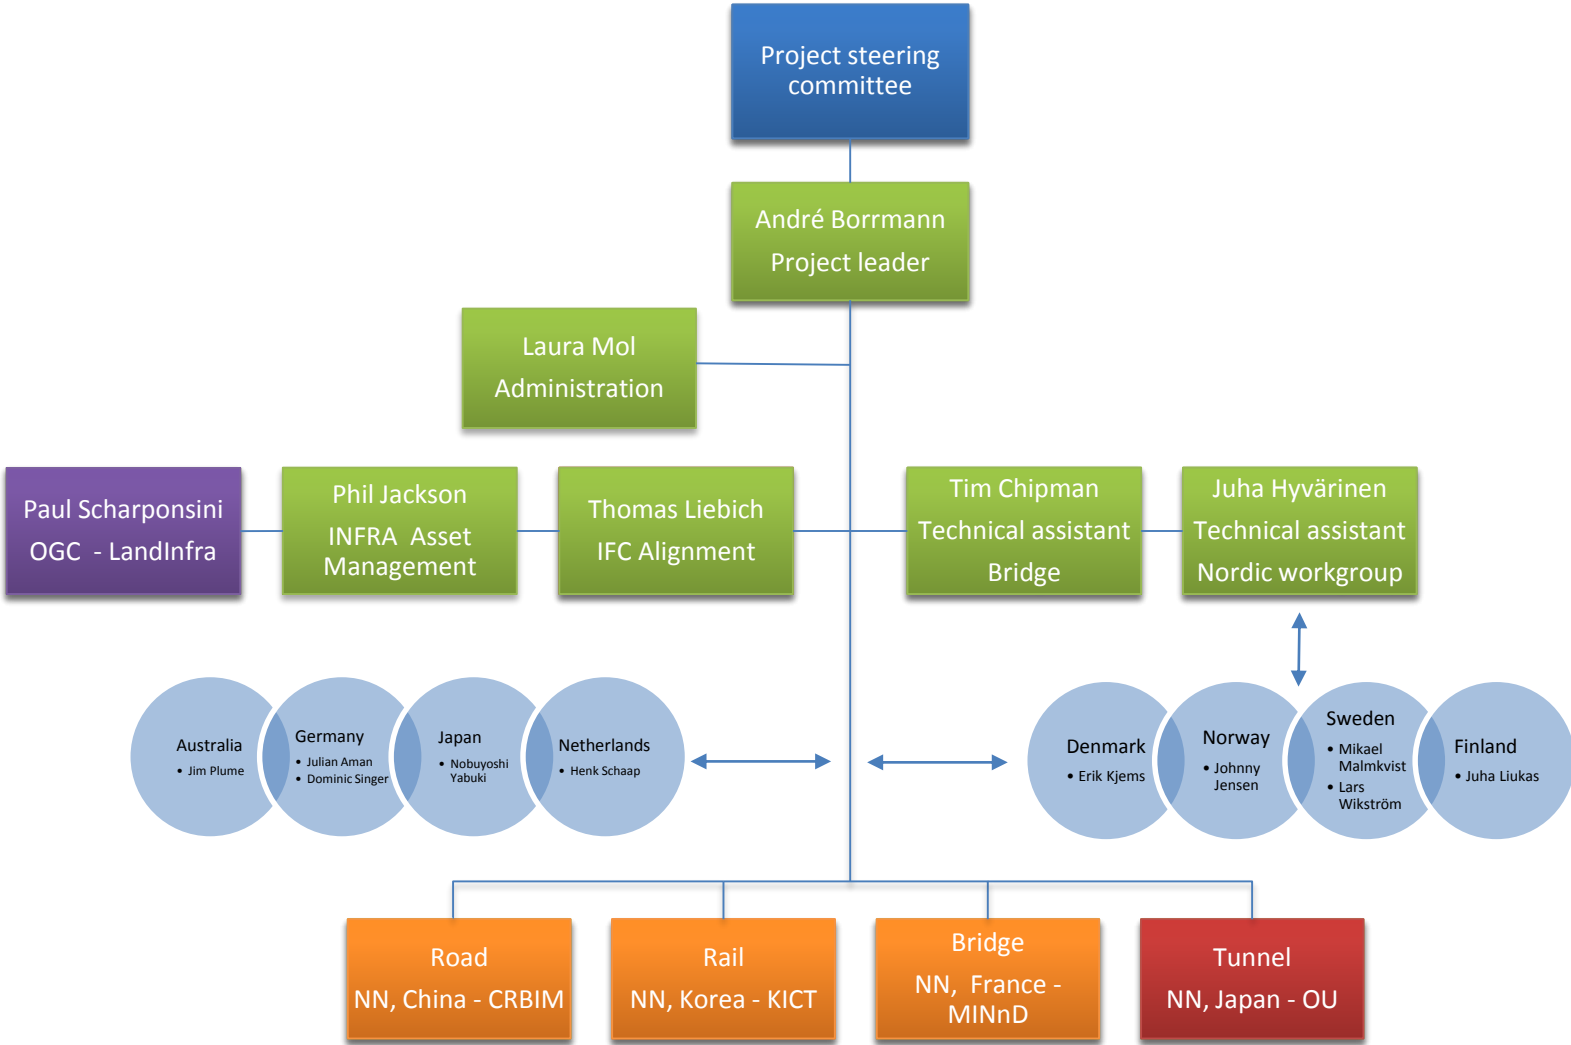 Project steering
committee
André Borrmann
Project leader
Laura Mol
Administration
Paul Scharponsini
OGC - LandInfra
Phil Jackson
INFRA Asset
Management
Thomas Liebich
IFC Alignment
Tim Chipman
Technical assistant
Bridge
Juha Hyvärinen
Technical assistant
Nordic workgroup
Australia
• Jim Plume
Germany
• Julian Aman
• Dominic Singer
Japan
• Nobuyoshi
Yabuki
Netherlands
• Henk Schaap
Denmark
• Erik Kjems
Norway
• Johnny
Jensen
Sweden
• Mikael
Malmkvist
• Lars
Wikström
Finland
• Juha Liukas
Road
NN, China - CRBIM
Rail
NN, Korea - KICT
Bridge
NN, France -
MINnD
Tunnel
NN, Japan - OU